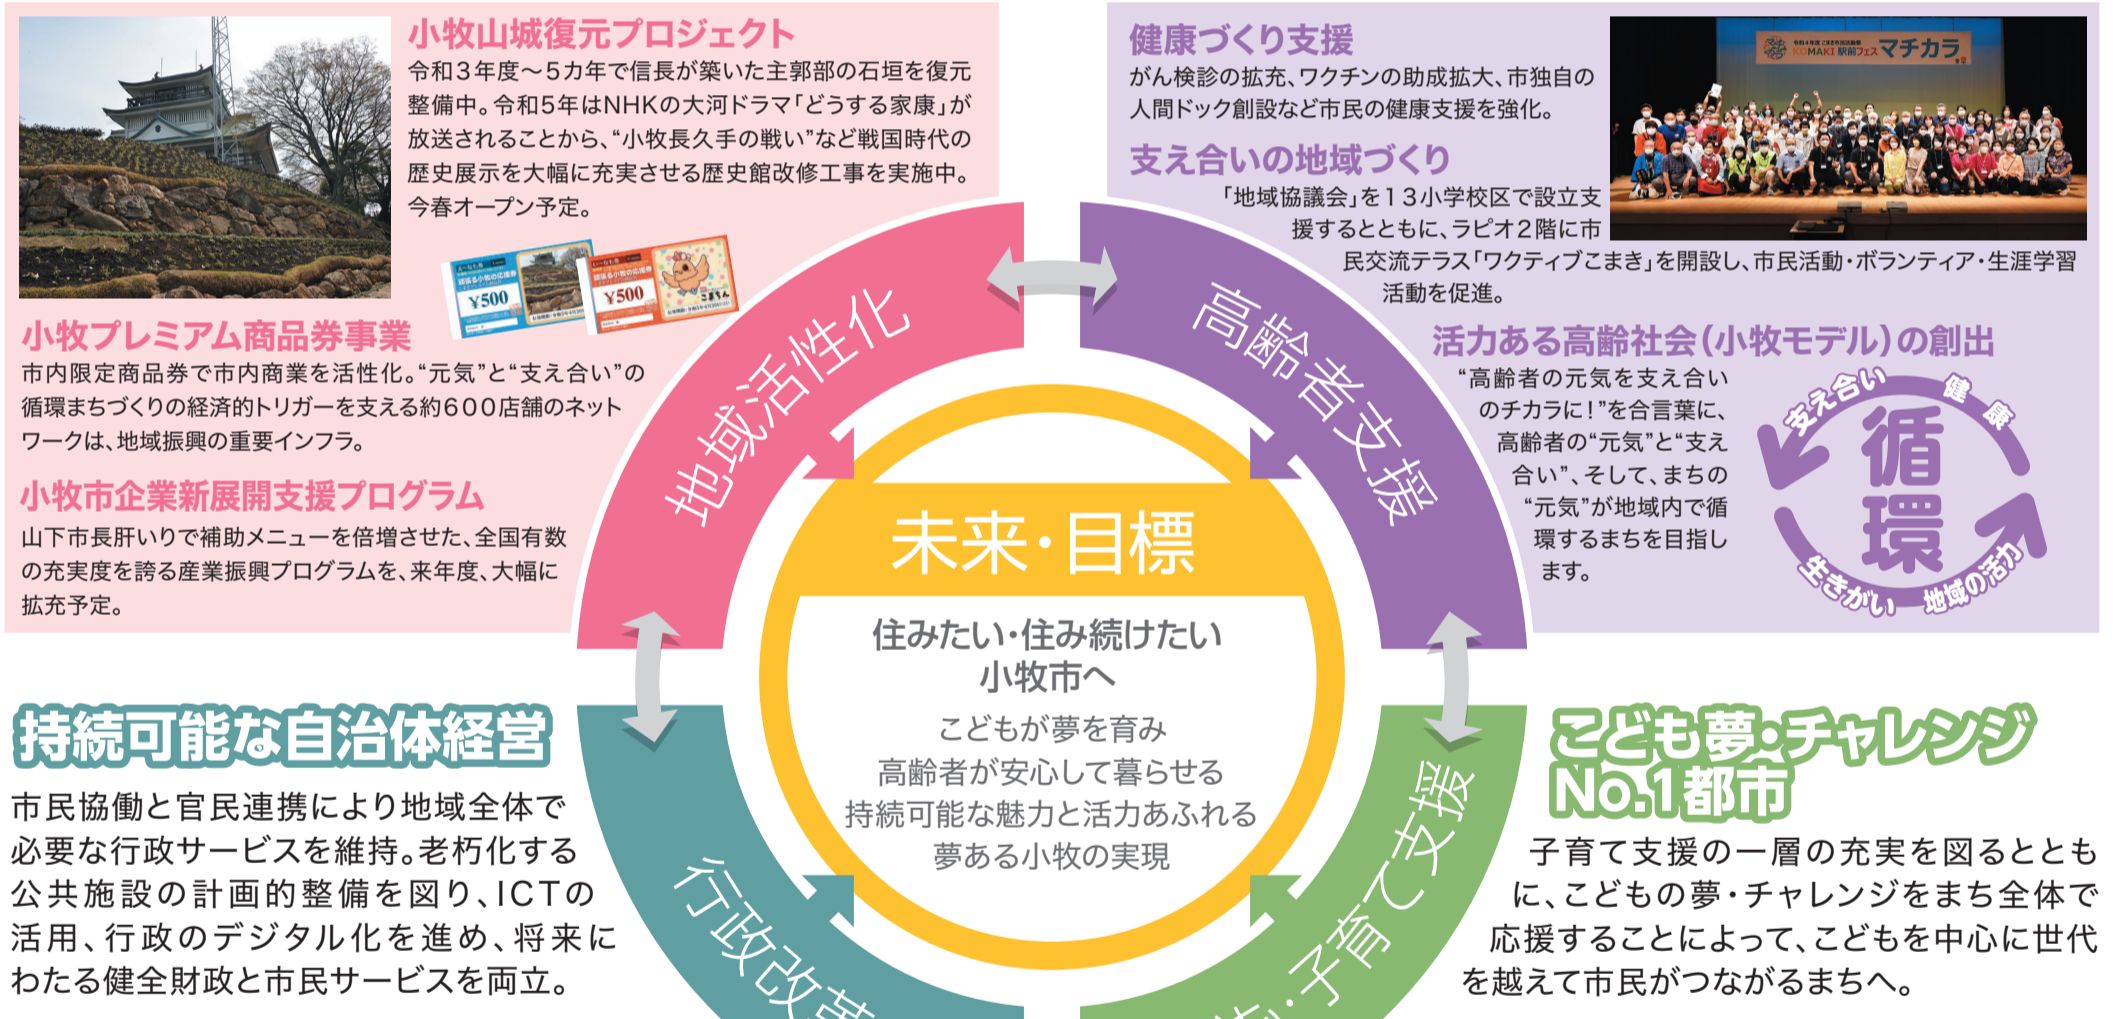 小牧山城復元プロジェクト
令和3年度〜5カ年で信長が築いた主郭部の石垣を復元
整備中。令和5年はNHKの大河ドラマ「どうする家康」が
放送されることから、“小牧長久手の戦い”など戦国時代の
歴史展示を大幅に充実させる歴史館改修工事を実施中。
今春オープン予定。
頑張る小牧の応援券
¥500
頑張る小牧の応援券
¥500
こまちん
小牧プレミアム商品券事業
市内限定商品券で市内商業を活性化。“元気”と“支え合い”の
循環まちづくりの経済的トリガーを支える約600店舗のネット
ワークは、地域振興の重要インフラ。
小牧市企業新展開支援プログラム
山下市長肝いりで補助メニューを倍増させた、全国有数
の充実度を誇る産業振興プログラムを、来年度、大幅に
拡充予定。
健康づくり支援
がん検診の拡充、ワクチンの助成拡大、市独自の
人間ドック創設など市民の健康支援を強化。
KOMAKI 駅前フェス マチカラ
支え合いの地域づくり
「地域協議会」を13小学校区で設立支
援するとともに、ラピオ2階に市
民交流テラス「ワクティブこまき」を開設し、市民活動・ボランティア・生涯学習
活動を促進。
活力ある高齢社会(小牧モデル)の創出
“高齢者の元気を支え合い
のチカラに!”を合言葉に、
高齢者の“元気”と“支え
合い”、そして、まちの
“元気”が地域内で循
環するまちを目指し
ます。
支え合い
健康
循環
生きがい
地域の活力
地域活性化
高齢者支援
未来・目標
住みたい・住み続けたい
小牧市へ
こどもが夢を育み
高齢者が安心して暮らせる
持続可能な魅力と活力あふれる
夢ある小牧の実現
行政改革
・子育て支援
持続可能な自治体経営
市民協働と官民連携により地域全体で
必要な行政サービスを維持。老朽化する
公共施設の計画的整備を図り、ICTの
活用、行政のデジタル化を進め、将来に
わたる健全財政と市民サービスを両立。
こども夢・チャレンジ
No.1都市
子育て支援の一層の充実を図るととも
に、こどもの夢・チャレンジをまち全体で
応援することによって、こどもを中心に世代
を越えて市民がつながるまちへ。